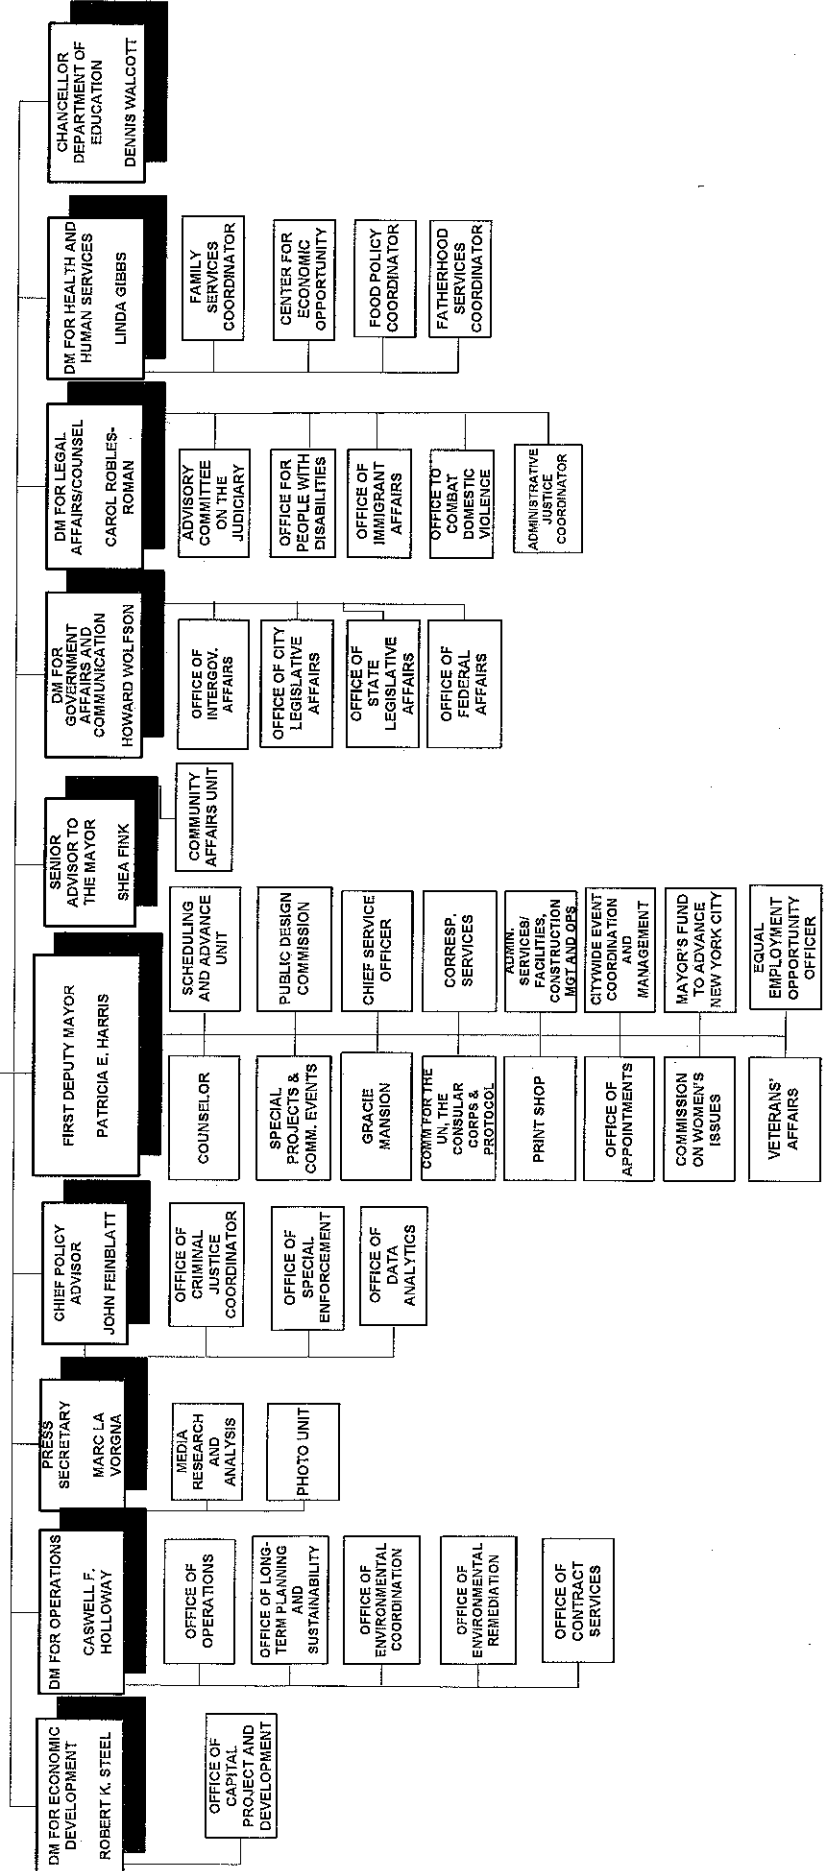 DM FOR ECONOMIC
DEVELOPMENT
ROBERT K. STEEL
OFFICE OF
CAPITAL
PROJECT AND
DEVELOPMENT
DM FOR OPERATIONS
CASWELL F.
HOLLOWAY
OFFICE OF
OPERATIONS
OFFICE OF LONG-
TERM PLANNING
AND
SUSTAINABILITY
OFFICE OF
ENVIRONMENTAL
COORDINATION
OFFICE OF
ENVIRONMENTAL
REMEDIATION
OFFICE OF
CONTRACT
SERVICES
PRESS
SECRETARY
MARC LA
VORGNA
MEDIA
RESEARCH
AND
ANALYSIS
PHOTO UNIT
CHIEF POLICY
ADVISOR
JOHN FEINBLATT
OFFICE OF
CRIMINAL
JUSTICE
COORDINATOR
OFFICE OF
SPECIAL
ENFORCEMENT
OFFICE OF
DATA
ANALYTICS
FIRST DEPUTY MAYOR
PATRICIA E. HARRIS
COUNSELOR
SCHEDULING
AND ADVANCE
UNIT
SPECIAL
PROJECTS &
COMM. EVENTS
PUBLIC DESIGN
COMMISSION
GRACIE
MANSION
CHIEF SERVICE
OFFICER
COMM FOR THE
UN, THE
CONSULAR
CORPS &
PROTOCOL
CORRESP.
SERVICES
PRINT SHOP
ADMIN.
SERVICES/
FACILITIES,
CONSTRUCTION
MGT AND OPS
OFFICE OF
APPOINTMENTS
CITYWIDE EVENT
COORDINATION
AND
MANAGEMENT
COMMISSION
ON WOMEN'S
ISSUES
MAYOR'S FUND
TO ADVANCE
NEW YORK CITY
VETERANS'
AFFAIRS
EQUAL
EMPLOYMENT
OPPORTUNITY
OFFICER
SENIOR
ADVISOR TO
THE MAYOR
SHEA FINK
COMMUNITY
AFFAIRS UNIT
DM FOR
GOVERNMENT
AFFAIRS AND
COMMUNICATION
HOWARD WOLFSON
OFFICE OF
INTERGOV.
AFFAIRS
OFFICE OF CITY
LEGISLATIVE
AFFAIRS
OFFICE OF
STATE
LEGISLATIVE
AFFAIRS
OFFICE OF
FEDERAL
AFFAIRS
DM FOR LEGAL
AFFAIRS/COUNSEL
CAROL ROBLES-
ROMAN
ADVISORY
COMMITTEE
ON THE
JUDICIARY
OFFICE FOR
PEOPLE WITH
DISABILITIES
OFFICE OF
IMMIGRANT
AFFAIRS
OFFICE TO
COMBAT
DOMESTIC
VIOLENCE
ADMINISTRATIVE
JUSTICE
COORDINATOR
DM FOR HEALTH AND
HUMAN SERVICES
LINDA GIBBS
FAMILY
SERVICES
COORDINATOR
CENTER FOR
ECONOMIC
OPPORTUNITY
FOOD POLICY
COORDINATOR
FATHERHOOD
SERVICES
COORDINATOR
CHANCELLOR
DEPARTMENT OF
EDUCATION
DENNIS WALCOTT